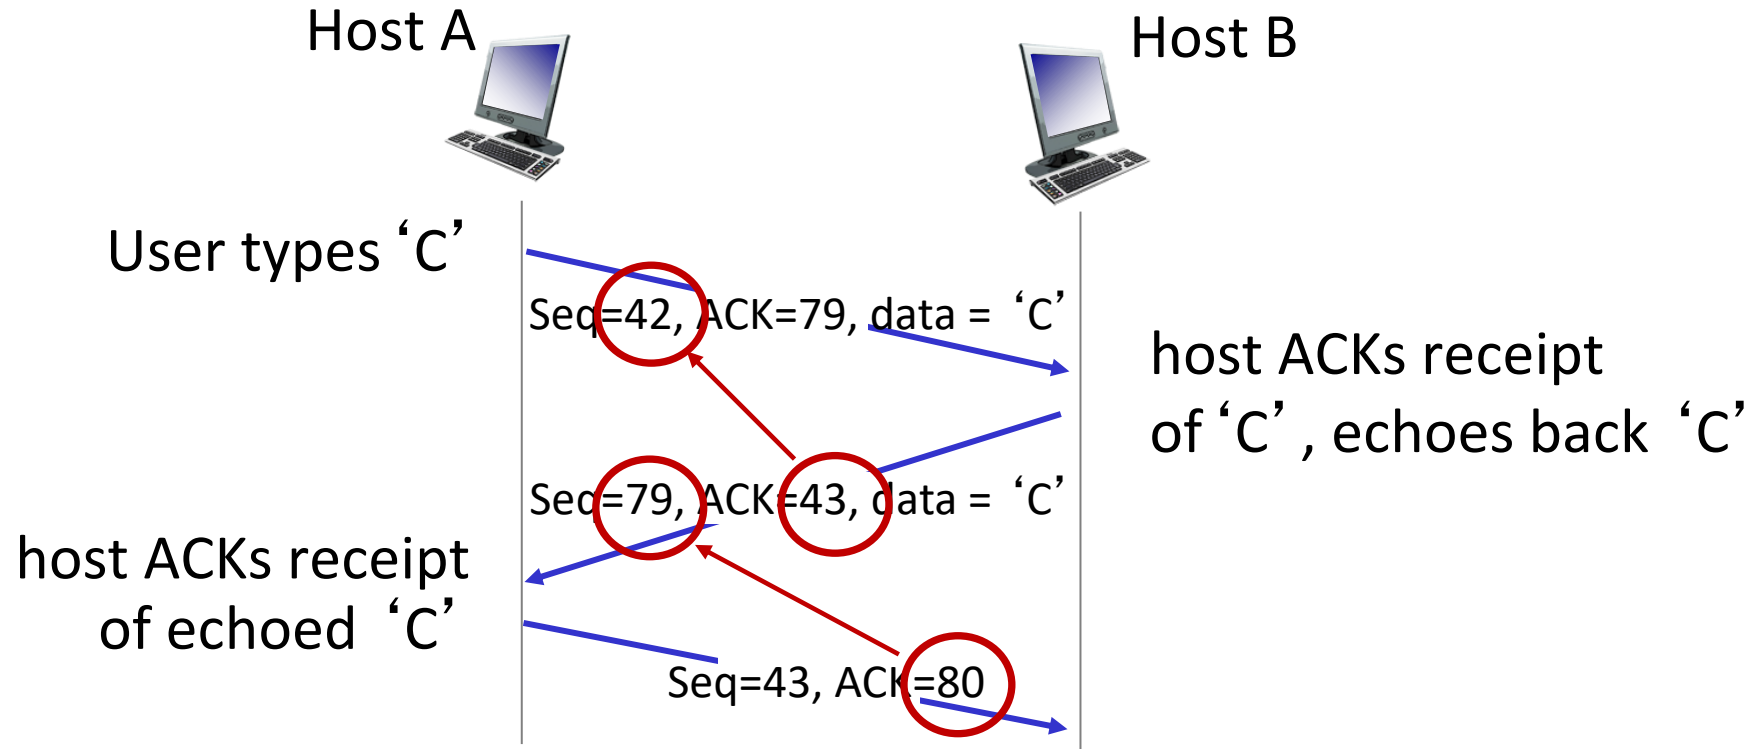 Host A
Host B
User types ‘C’
Seq=42, ACK=79, data = ‘C’
host ACKs receipt
of ‘C’, echoes back ‘C’
Seq=79, ACK=43, data = ‘C’
host ACKs receipt
of echoed ‘C’
Seq=43, ACK=80